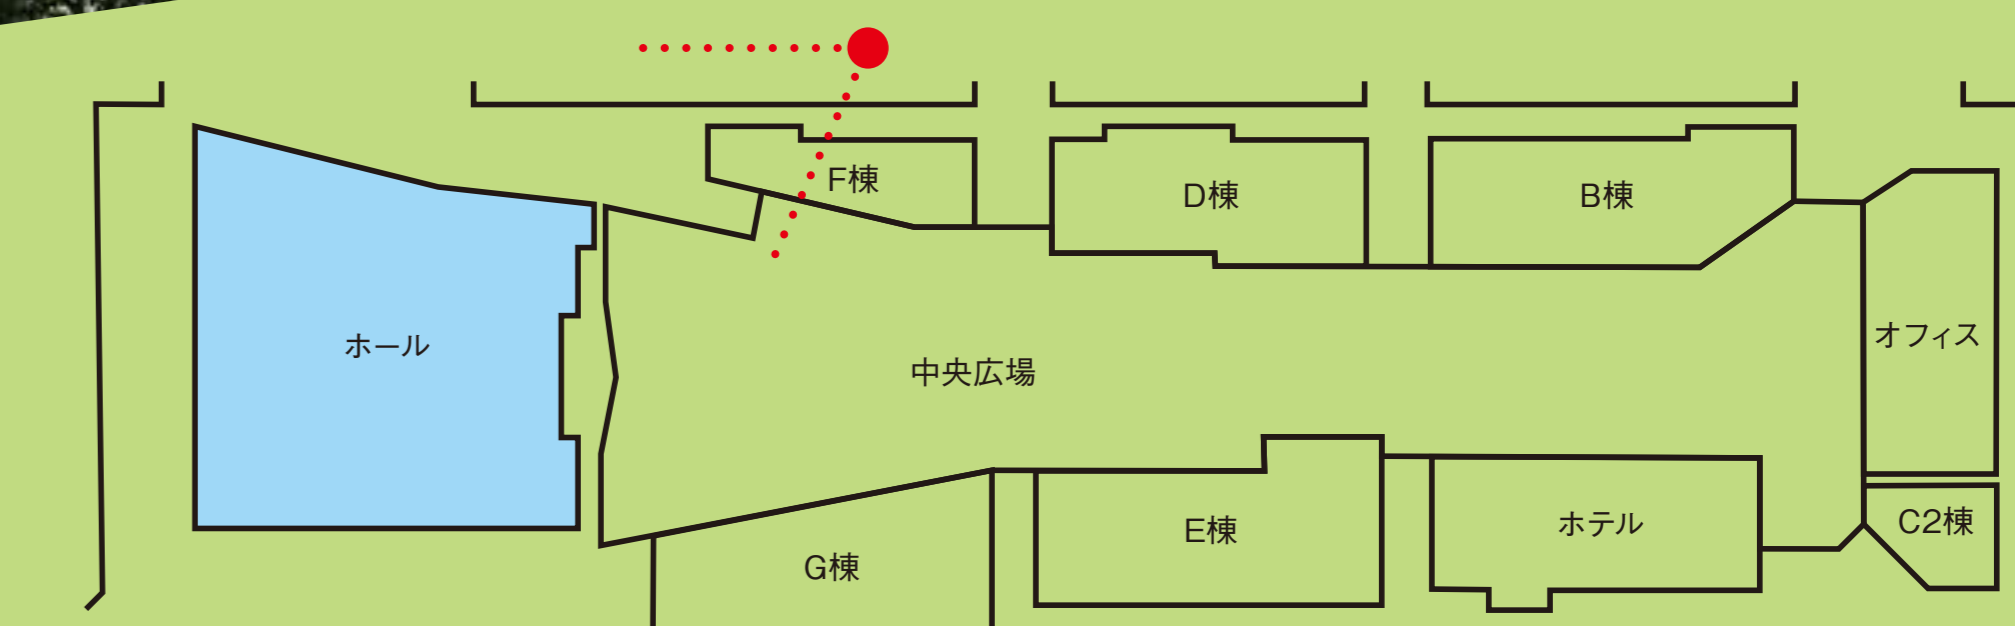 F棟
D棟
B棟
オフィス
ホール
中央広場
C2棟
E棟
ホテル
G棟